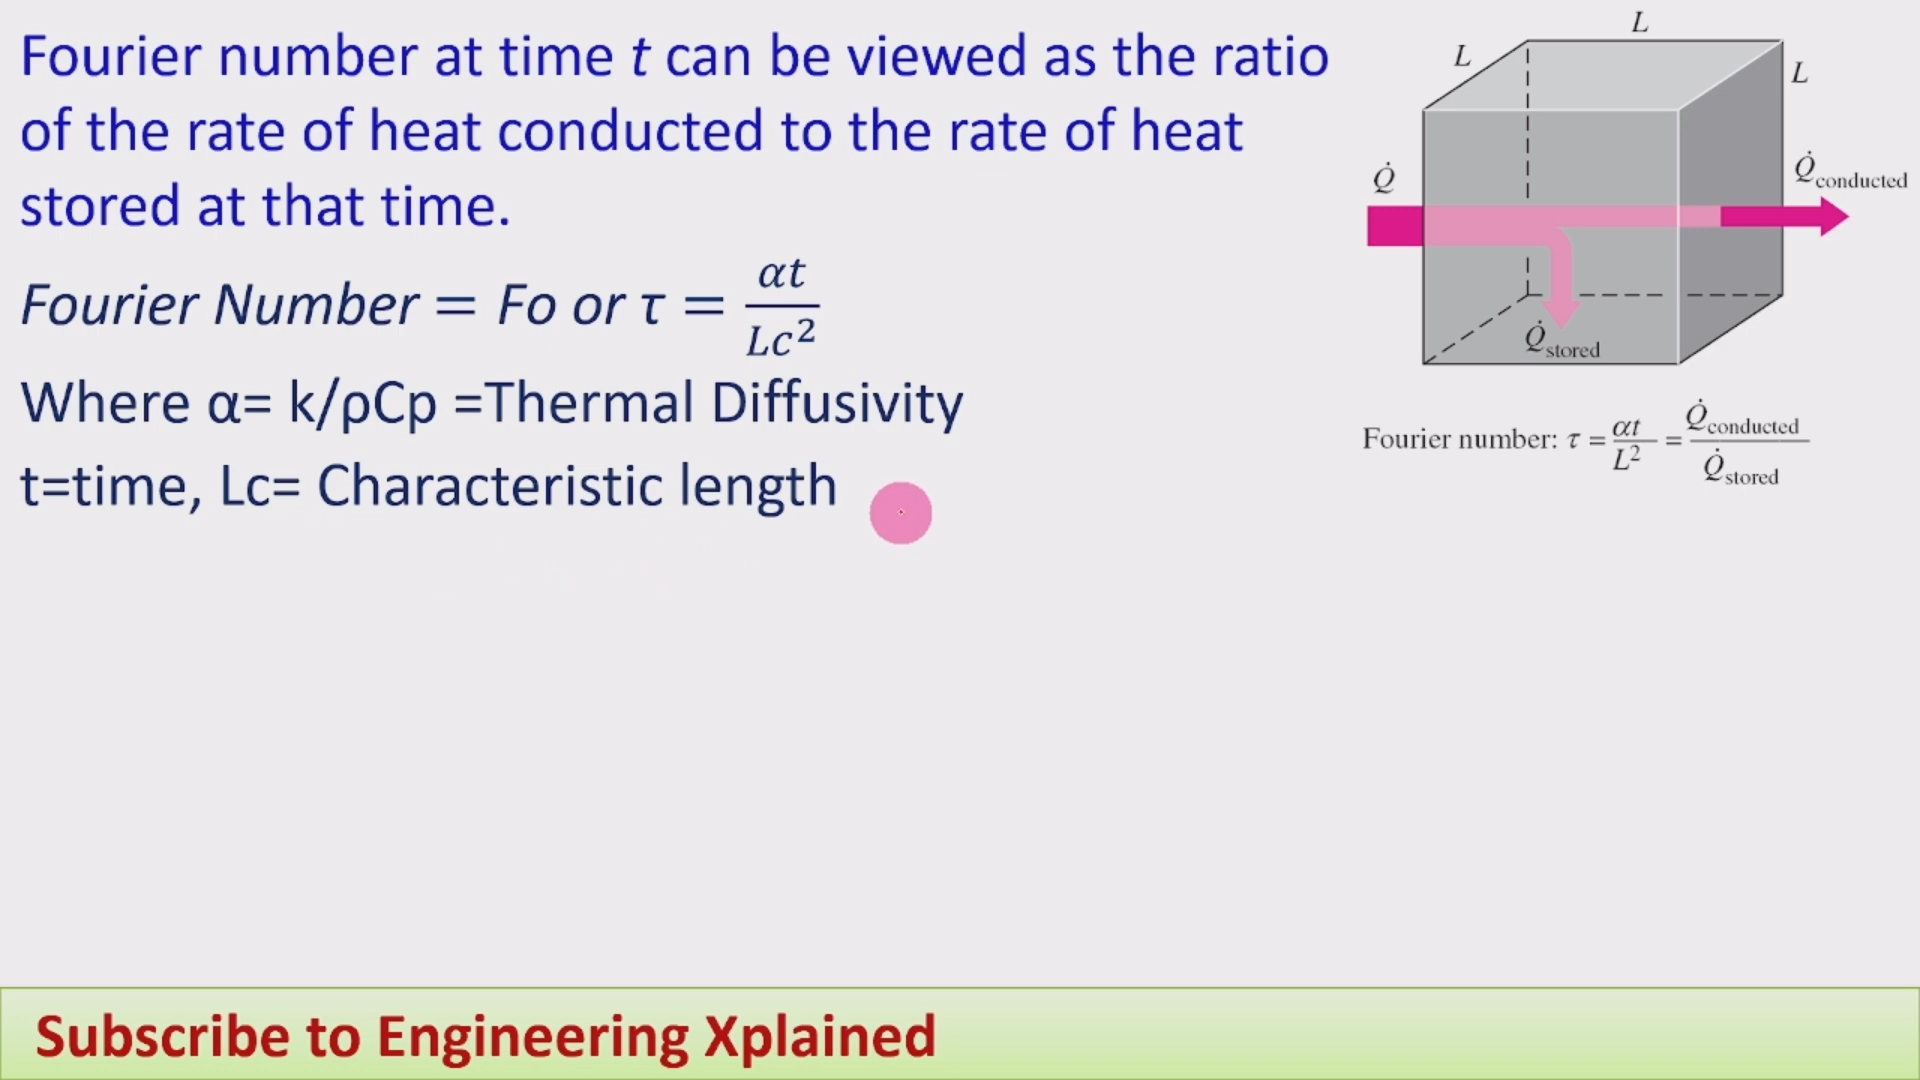 Fourier number at time t can be viewed as the ratio
of the rate of heat conducted to the rate of heat
stored at that time.
Fourier Number = Fo or τ = αt / Lc²
Where α= k/ρCp =Thermal Diffusivity
t=time, Lc= Characteristic length
L
L
L
Q̇
Q̇conducted
Q̇stored
Fourier number: τ = αt / L² = Q̇conducted / Q̇stored
Subscribe to Engineering Xplained